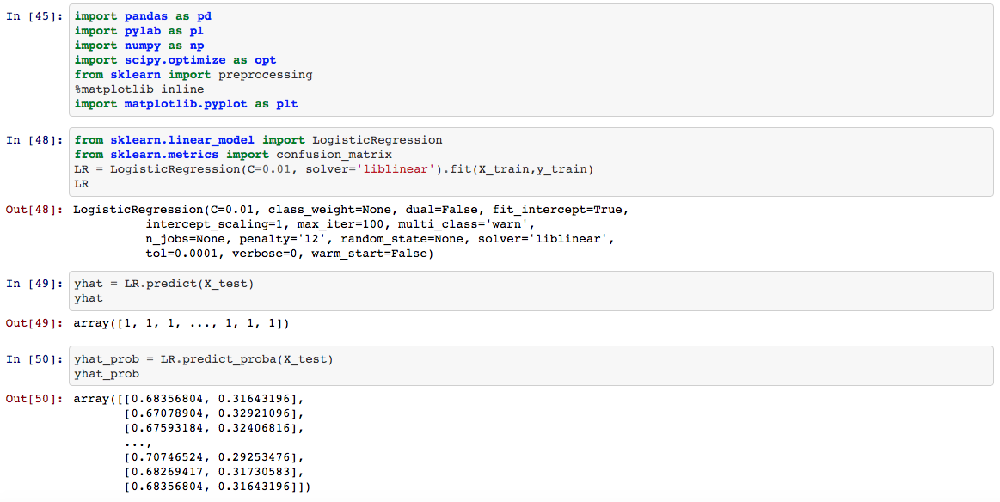 In [45]: import pandas as pd
import pylab as pl
import numpy as np
import scipy.optimize as opt
from sklearn import preprocessing
%matplotlib inline
import matplotlib.pyplot as plt
In [48]: from sklearn.linear_model import LogisticRegression
from sklearn.metrics import confusion_matrix
LR = LogisticRegression(C=0.01, solver='liblinear').fit(X_train,y_train)
LR
Out[48]: LogisticRegression(C=0.01, class_weight=None, dual=False, fit_intercept=True,
intercept_scaling=1, max_iter=100, multi_class='warn',
n_jobs=None, penalty='l2', random_state=None, solver='liblinear',
tol=0.0001, verbose=0, warm_start=False)
In [49]: yhat = LR.predict(X_test)
yhat
Out[49]: array([1, 1, 1, ..., 1, 1, 1])
In [50]: yhat_prob = LR.predict_proba(X_test)
yhat_prob
Out[50]: array([[0.68356804, 0.31643196],
[0.67078904, 0.32921096],
[0.67593184, 0.32406816],
...,
[0.70746524, 0.29253476],
[0.68269417, 0.31730583],
[0.68356804, 0.31643196]])